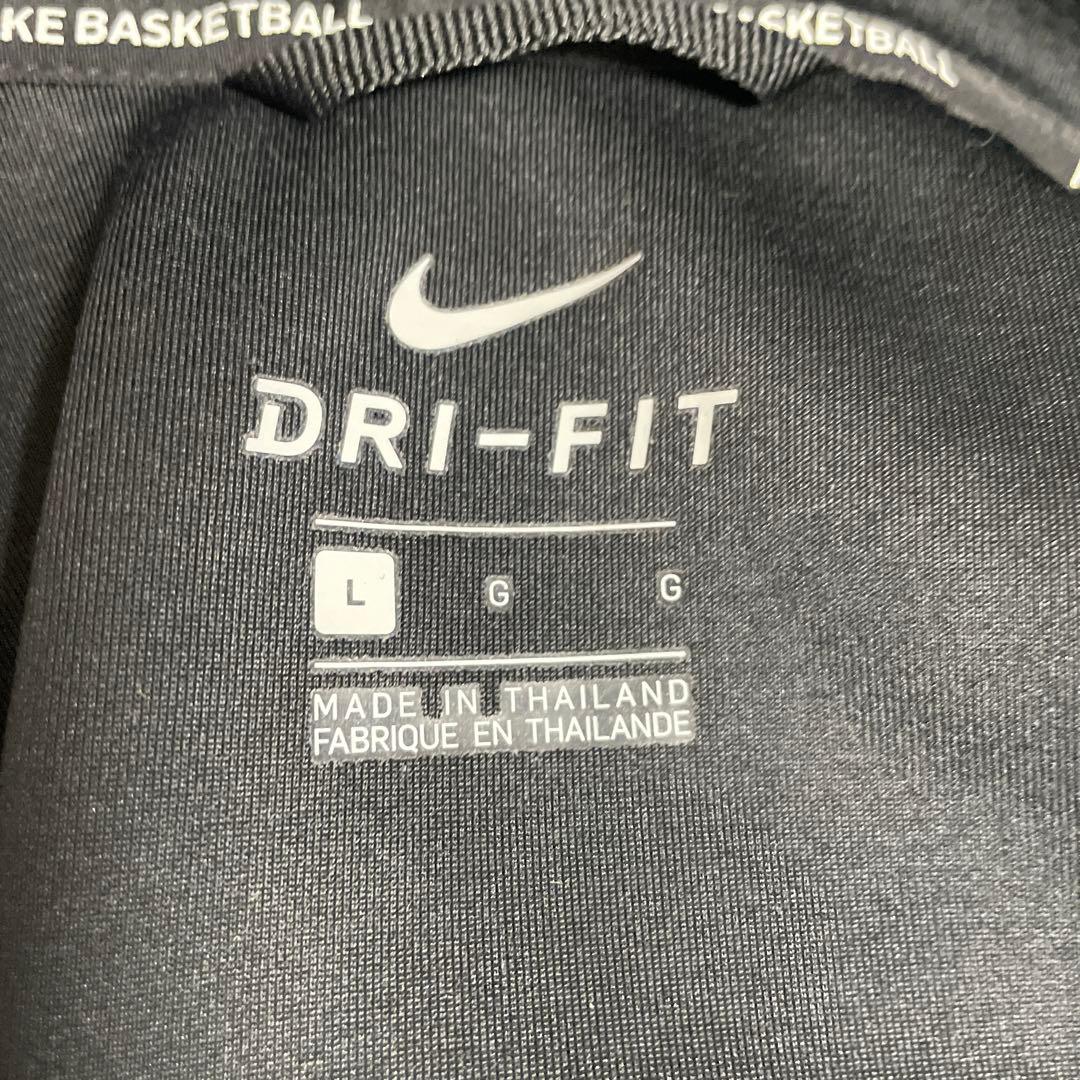 KE BASKETBALL
CKETBALL
DRI-FIT
L G G
MADE IN THAILAND
FABRIQUE EN THAILANDE